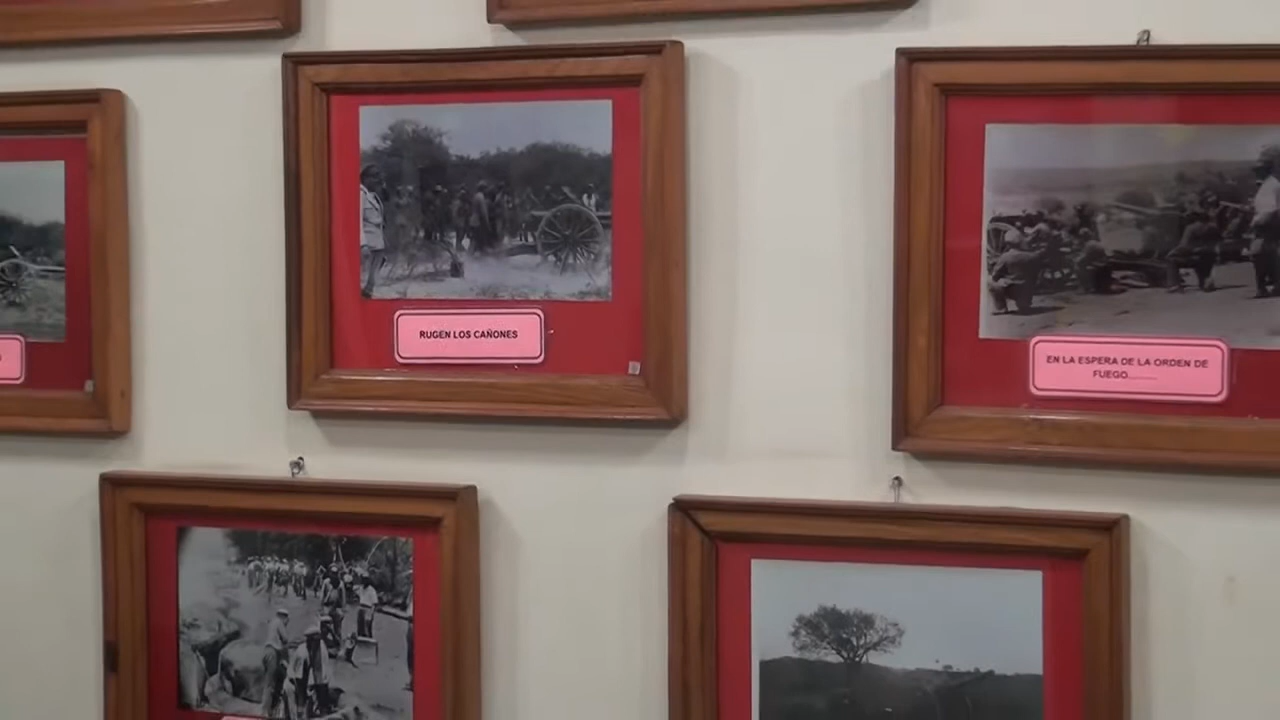 RUGEN LOS CAÑONES
EN LA ESPERA DE LA ORDEN DE
FUEGO..........